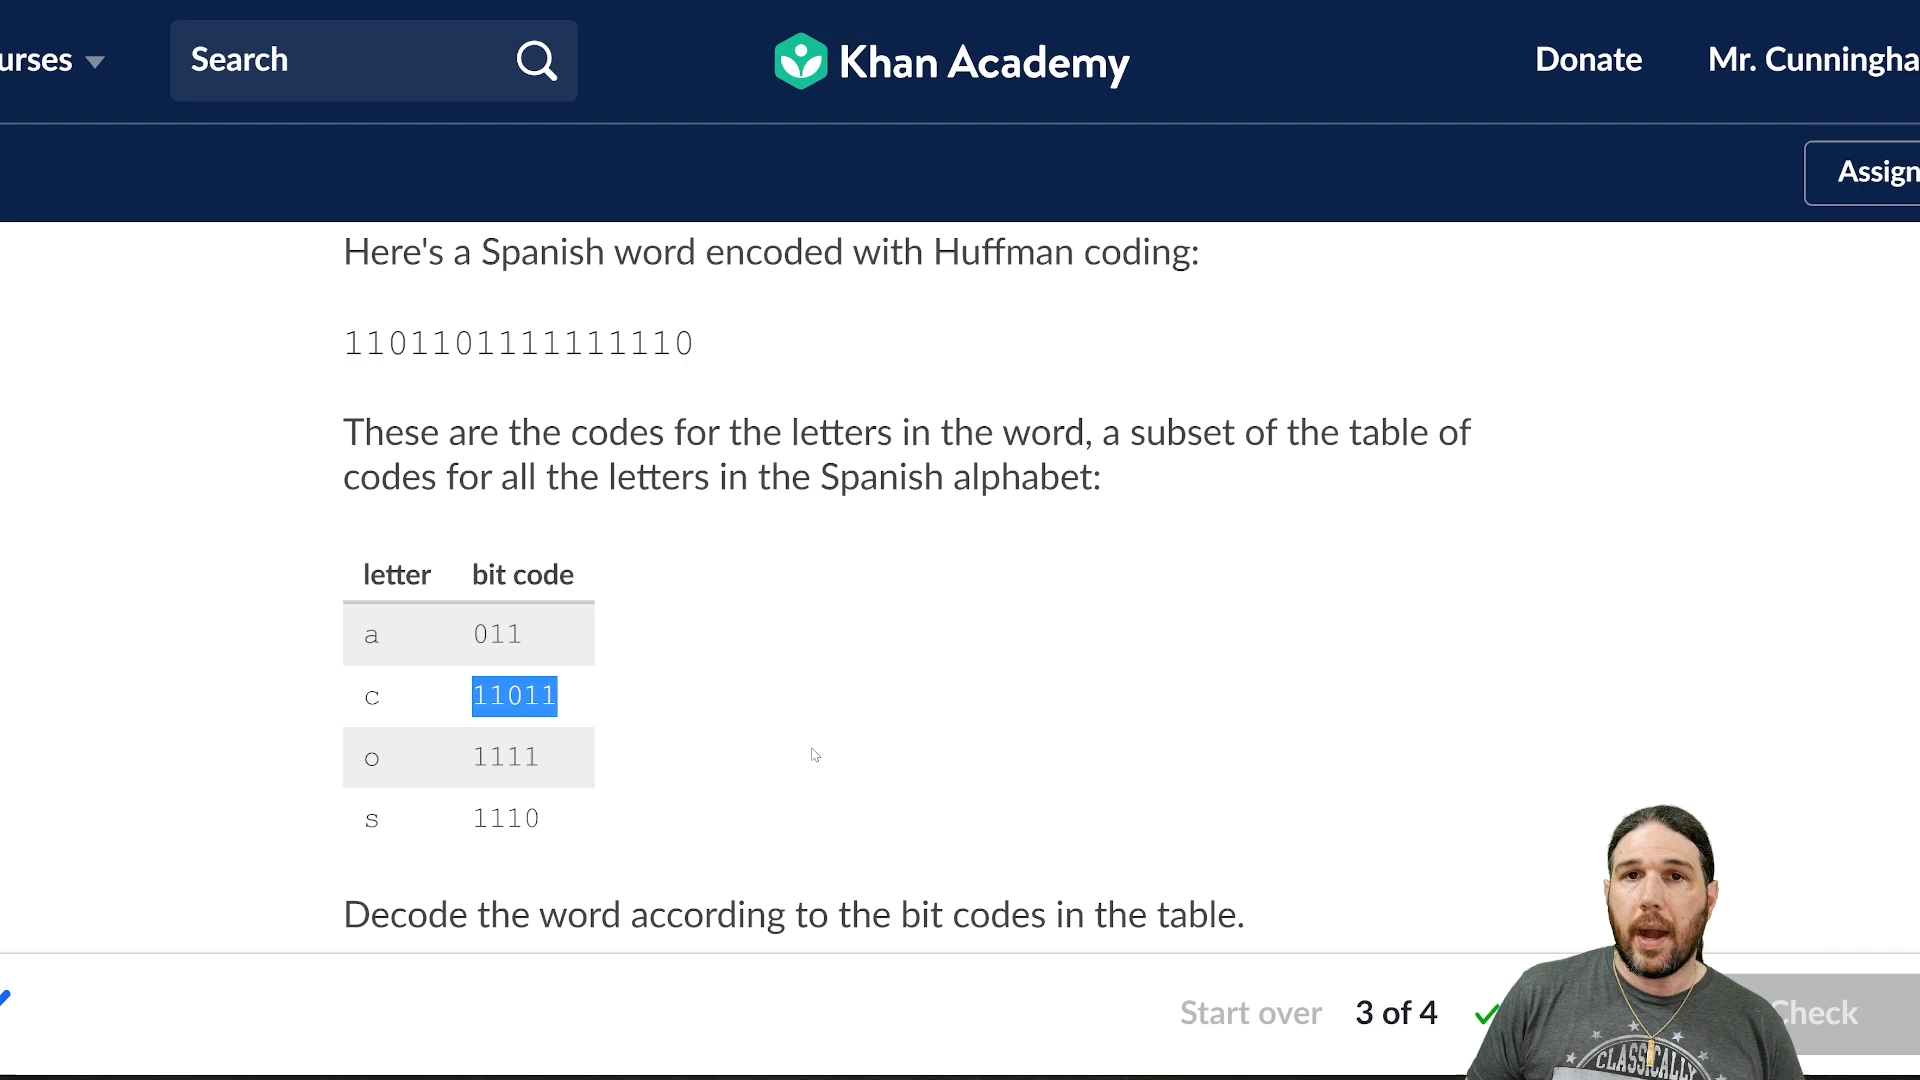 urses
Search
Khan Academy
Donate
Mr. Cunningha
Assign
Here's a Spanish word encoded with Huffman coding:
1101101111111110
These are the codes for the letters in the word, a subset of the table of
codes for all the letters in the Spanish alphabet:
letter bit code
a 011
c 11011
o 1111
s 1110
Decode the word according to the bit codes in the table.
Start over
3 of 4
Check
CLASSICALLY